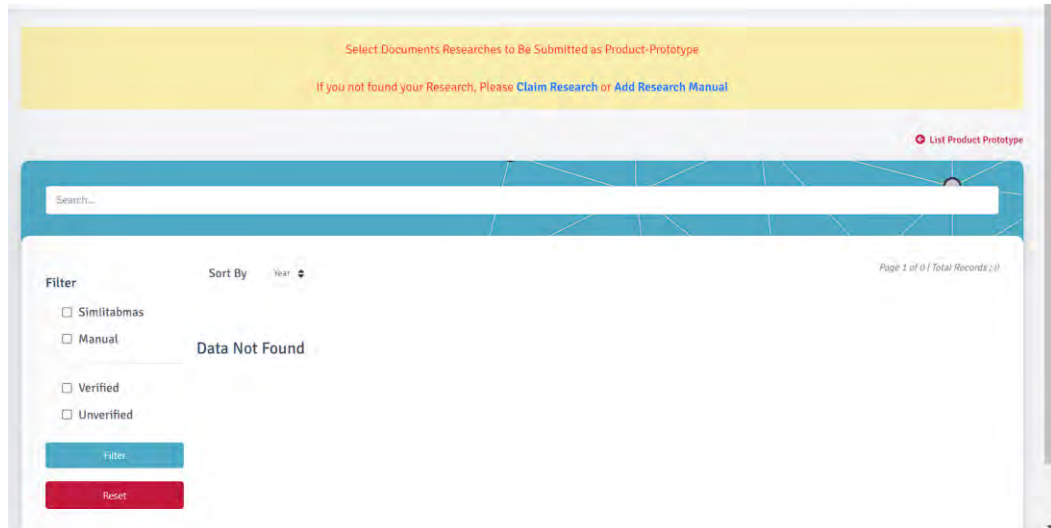 Select Documents Researches to Be Submitted as Product-Prototype
If you not found your Research, Please Claim Research or Add Research Manual
List Product Prototype
Search...
Filter
Sort By Year
Page 1 of 0 | Total Records : 0
Simlitabmas
Manual
Data Not Found
Verified
Unverified
Filter
Reset